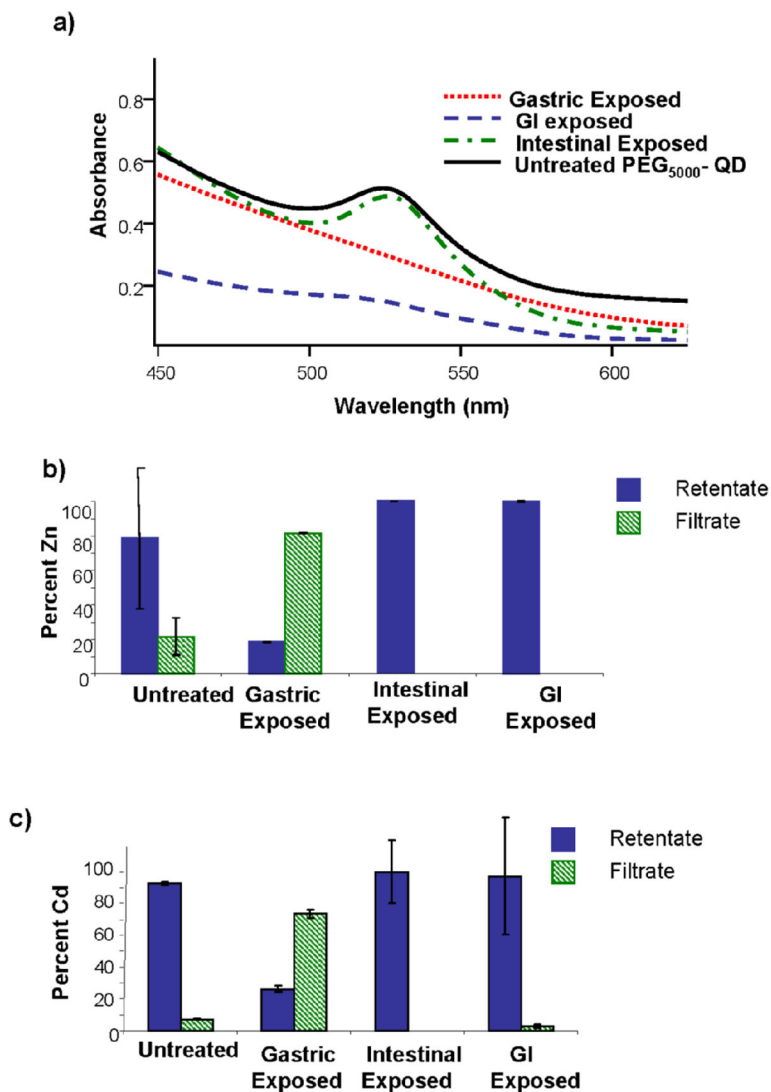 a)
Absorbance
0.8
0.6
0.4
0.2
Gastric Exposed
GI exposed
Intestinal Exposed
Untreated PEG5000- QD
450 500 550 600
Wavelength (nm)
b)
Percent Zn
100
80
60
40
20
0
Retentate
Filtrate
Untreated Gastric Exposed Intestinal Exposed GI Exposed
c)
Percent Cd
100
80
60
40
20
0
Retentate
Filtrate
Untreated Gastric Exposed Intestinal Exposed GI Exposed